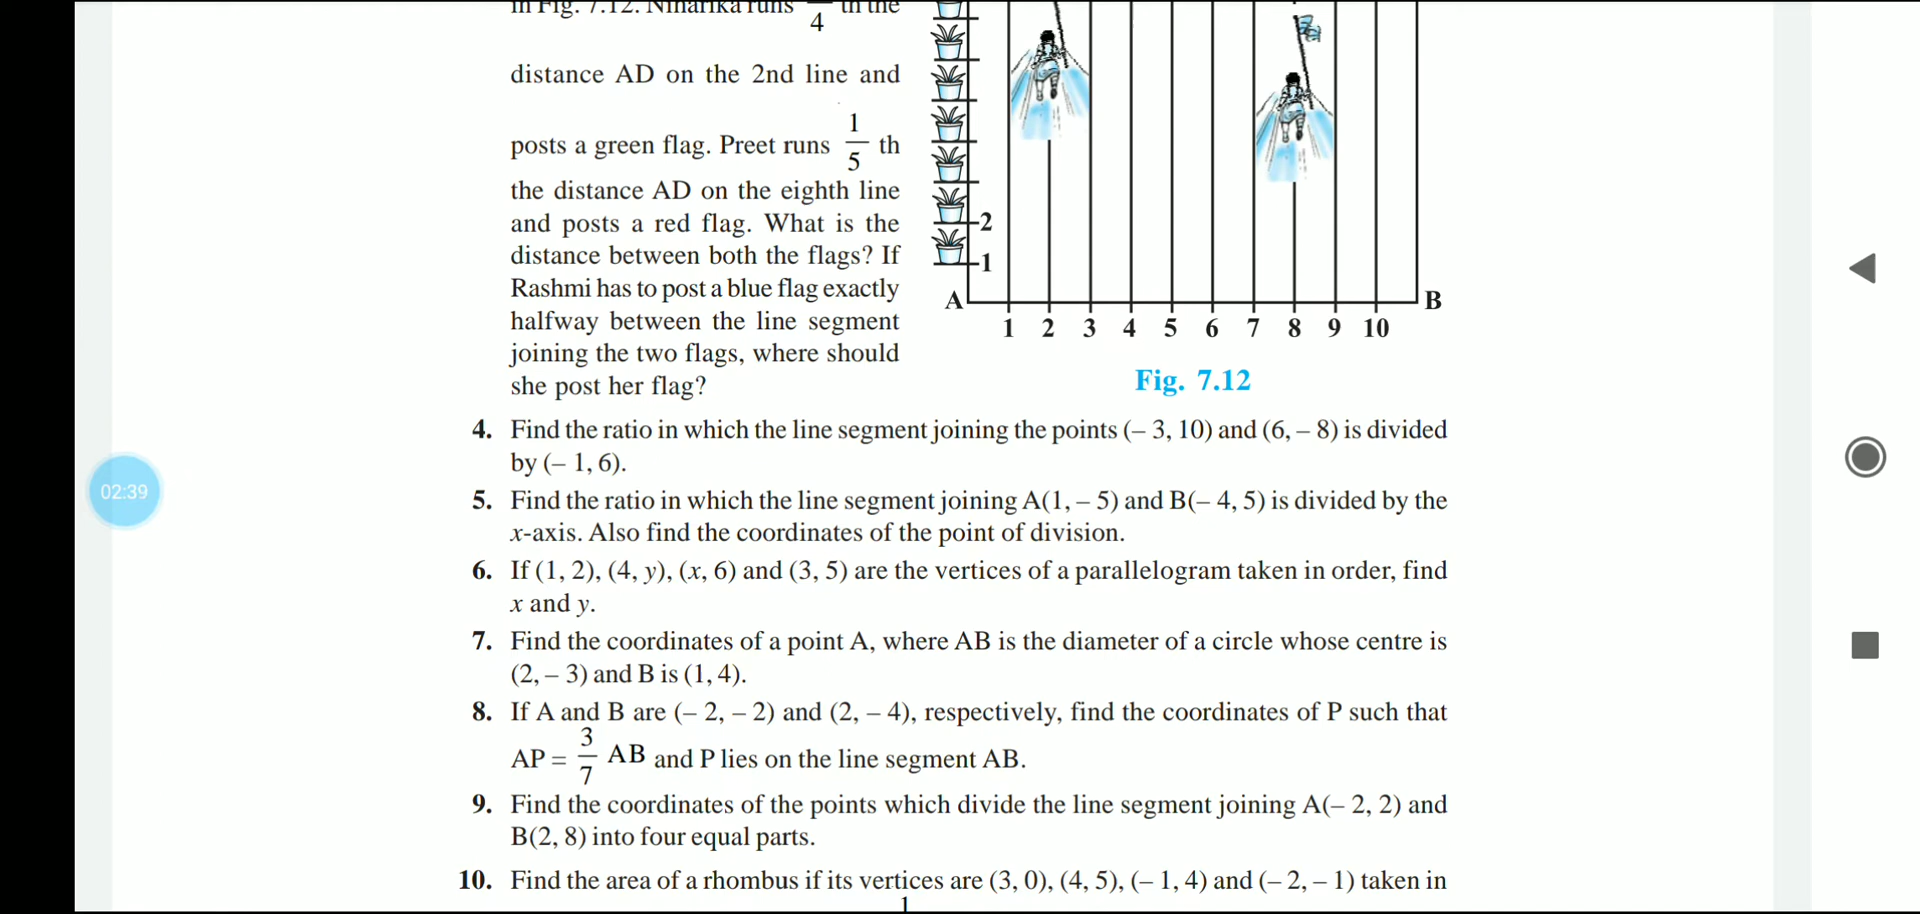 in Fig. 7.12. Niharika runs 1/4 th the
distance AD on the 2nd line and
posts a green flag. Preet runs 1/5 th
the distance AD on the eighth line
and posts a red flag. What is the
distance between both the flags? If
Rashmi has to post a blue flag exactly
halfway between the line segment
joining the two flags, where should
she post her flag?
2
1
A
B
1 2 3 4 5 6 7 8 9 10
Fig. 7.12
4. Find the ratio in which the line segment joining the points (– 3, 10) and (6, – 8) is divided
by (– 1, 6).
02:39
5. Find the ratio in which the line segment joining A(1, – 5) and B(– 4, 5) is divided by the
x-axis. Also find the coordinates of the point of division.
6. If (1, 2), (4, y), (x, 6) and (3, 5) are the vertices of a parallelogram taken in order, find
x and y.
7. Find the coordinates of a point A, where AB is the diameter of a circle whose centre is
(2, – 3) and B is (1, 4).
8. If A and B are (– 2, – 2) and (2, – 4), respectively, find the coordinates of P such that
AP = 3/7 AB and P lies on the line segment AB.
9. Find the coordinates of the points which divide the line segment joining A(– 2, 2) and
B(2, 8) into four equal parts.
10. Find the area of a rhombus if its vertices are (3, 0), (4, 5), (– 1, 4) and (– 2, – 1) taken in
1